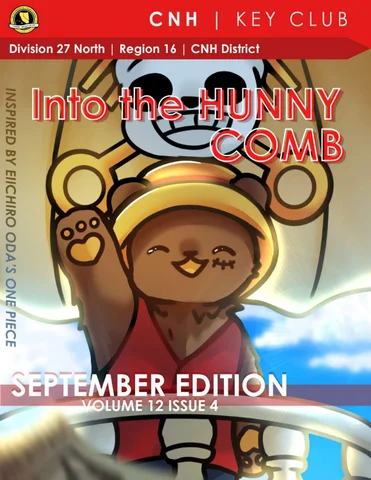 CNH | KEY CLUB
Division 27 North | Region 16 | CNH District
Into the HUNNY
COMB
INSPIRED BY EIICHIRO ODA'S ONE PIECE
SEPTEMBER EDITION
VOLUME 12 ISSUE 4